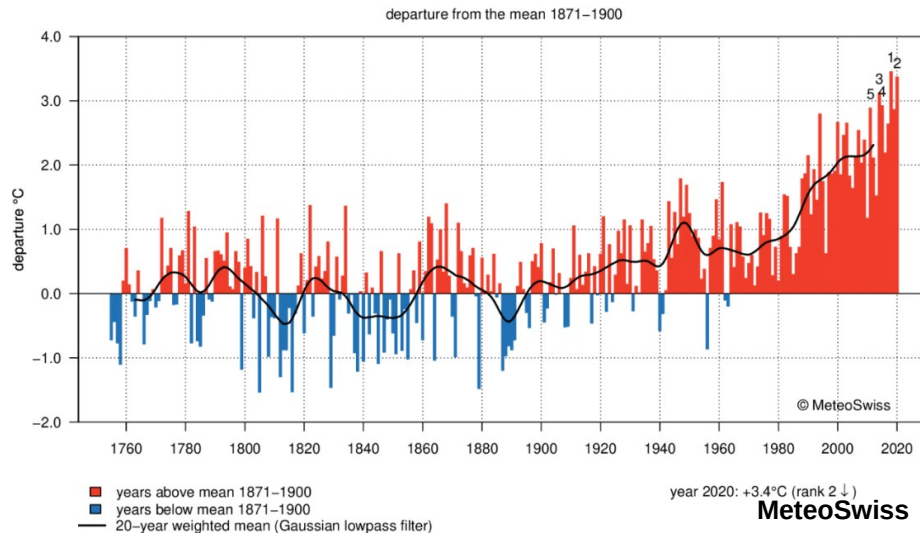 departure from the mean 1871−1900
4.0
3.0
2.0
1.0
0.0
−1.0
−2.0
departure °C
1 2
3
5 4
© MeteoSwiss
1760 1780 1800 1820 1840 1860 1880 1900 1920 1940 1960 1980 2000 2020
years above mean 1871−1900
years below mean 1871−1900
20−year weighted mean (Gaussian lowpass filter)
year 2020: +3.4°C (rank 2 ↓)
MeteoSwiss